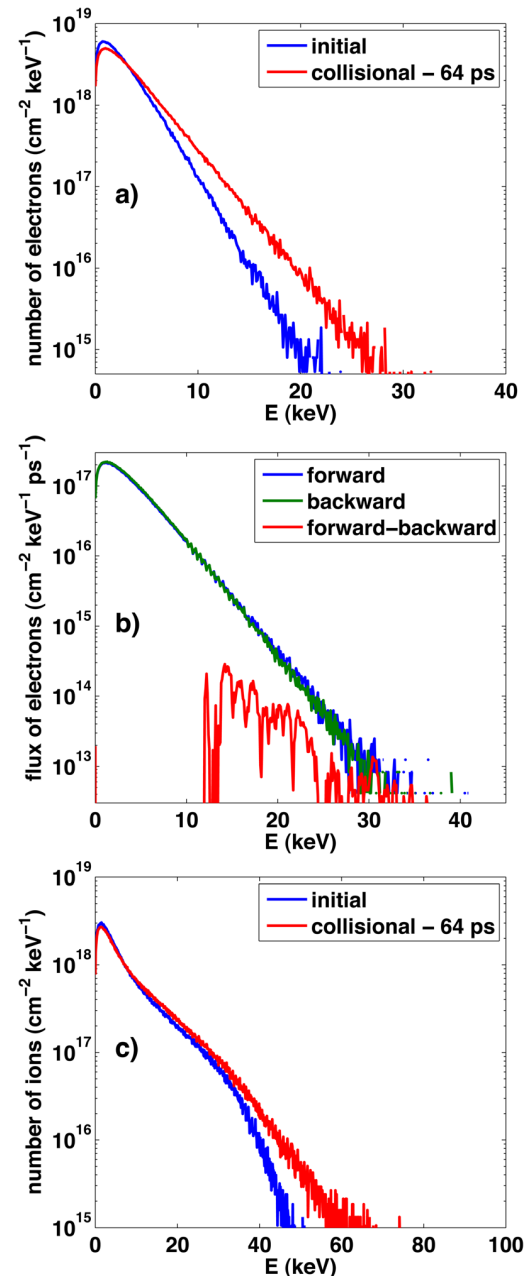 10^19
10^18
10^17
10^16
10^15
number of electrons (cm^−2 keV^−1)
initial
collisional − 64 ps
a)
0
10
20
30
40
E (keV)
10^17
10^16
10^15
10^14
10^13
flux of electrons (cm^−2 keV^−1 ps^−1)
forward
backward
forward−backward
b)
0
10
20
30
40
E (keV)
10^19
10^18
10^17
10^16
10^15
number of ions (cm^−2 keV^−1)
initial
collisional − 64 ps
c)
0
20
40
60
80
100
E (keV)